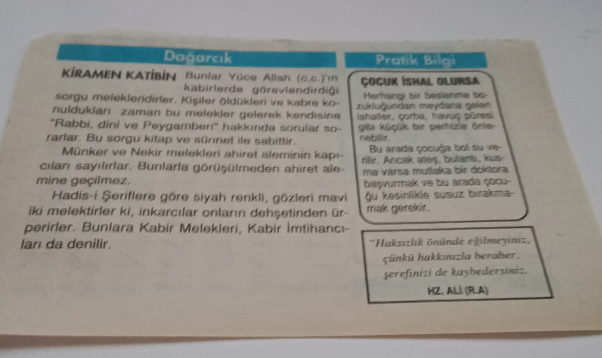 Dağarcık
KİRAMEN KATİBİN Bunlar Yüce Allah (c.c.)'ın
kabirlerde görevlendirdiği
sorgu melekleridirler. Kişiler öldükleri ve kabre ko-
nuldukları zaman bu melekler gelerek kendisine
"Rabbi, dini ve Peygamberi" hakkında sorular so-
rarlar. Bu sorgu kitap ve sünnet ile sabittir.
Münker ve Nekir melekleri ahiret aleminin kapı-
cıları sayılırlar. Bunlarla görüşülmeden ahiret ale-
mine geçilmez.
Hadis-i Şeriflere göre siyah renkli, gözleri mavi
iki melektirler ki, inkarcılar onların dehşetinden ür-
perirler. Bunlara Kabir Melekleri, Kabir İmtihancı-
ları da denilir.
Pratik Bilgi
ÇOCUK İSHAL OLURSA
Herhangi bir beslenme bo-
zukluğundan meydana gelen
ishaller, çorba, havuç püresi
gibi küçük bir perhizle önle-
nebilir.
Bu arada çocuğa bol su ve-
rilir. Ancak ateş, bulantı, kus-
ma varsa mutlaka bir doktora
başvurmak ve bu arada çocu-
ğu kesinlikle susuz bırakma-
mak gerekir.
"Haksızlık önünde eğilmeyiniz,
çünkü hakkınızla beraber,
şerefinizi de kaybedersiniz.
HZ. ALİ (R.A)